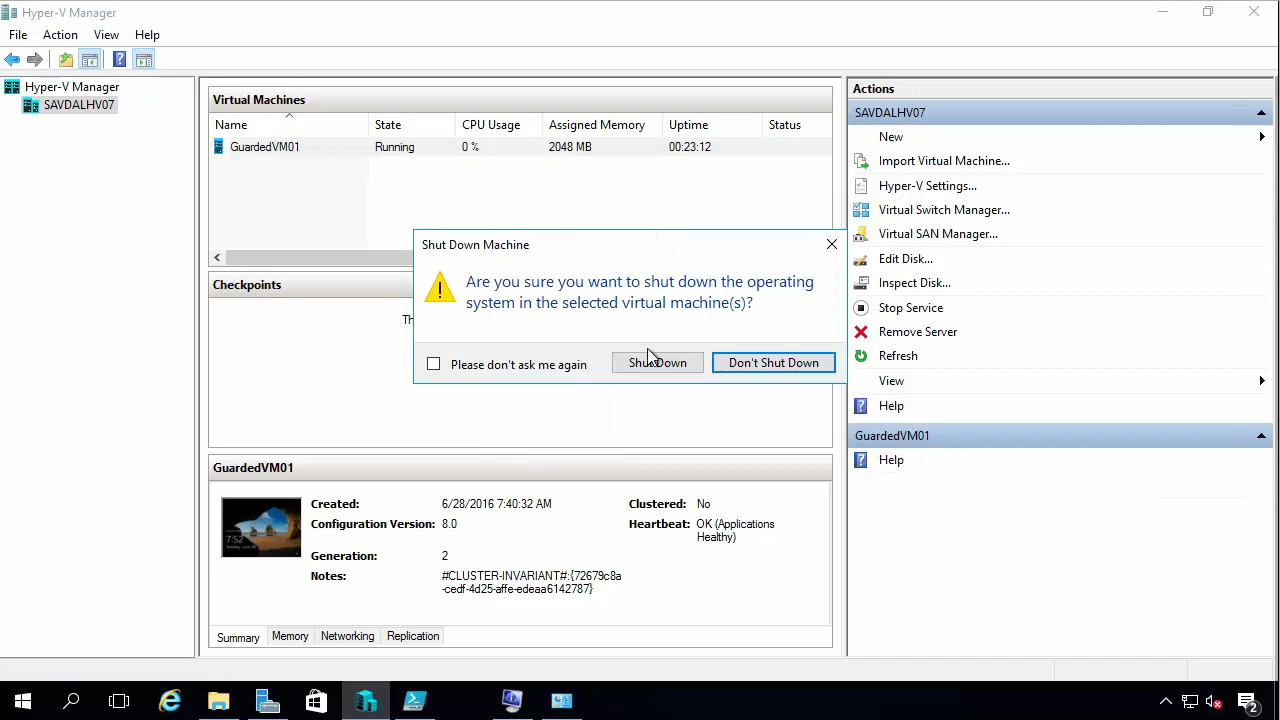 Hyper-V Manager
File Action View Help
Hyper-V Manager
SAVDALHV07
Virtual Machines
Name State CPU Usage Assigned Memory Uptime Status
GuardedVM01 Running 0 % 2048 MB 00:23:12
Checkpoints
Th
Shut Down Machine
Are you sure you want to shut down the operating
system in the selected virtual machine(s)?
Please don't ask me again
Shut Down
Don't Shut Down
GuardedVM01
Created: 6/28/2016 7:40:32 AM
Configuration Version: 8.0
Generation: 2
Notes: #CLUSTER-INVARIANT#:{72679c8a
-cedf-4d25-affe-edeaa6142787}
Clustered: No
Heartbeat: OK (Applications
Healthy)
7:52
Summary Memory Networking Replication
Actions
SAVDALHV07
New
Import Virtual Machine...
Hyper-V Settings...
Virtual Switch Manager...
Virtual SAN Manager...
Edit Disk...
Inspect Disk...
Stop Service
Remove Server
Refresh
View
Help
GuardedVM01
Help
2